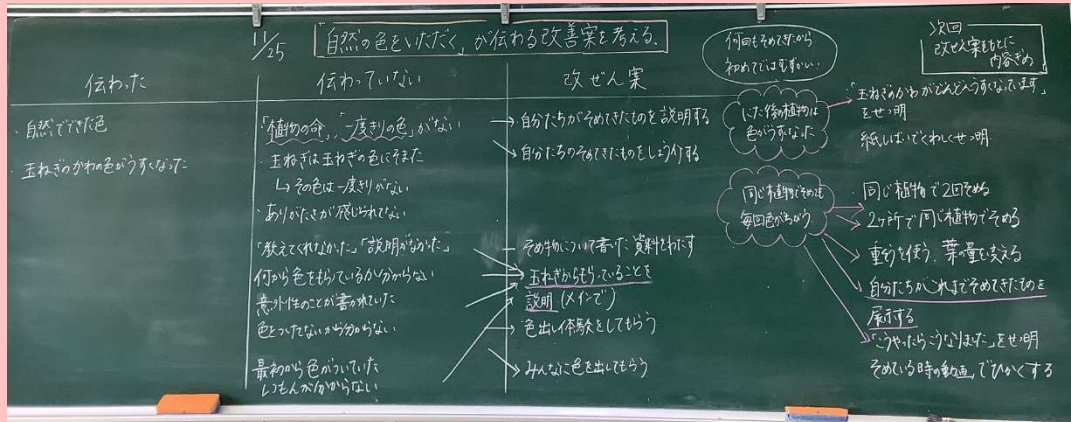 11/25
「自然の色をいただく」が伝わる改善案を考える。
伝わった
・自然でできた色
・玉ねぎのかわの色がうすくなった
伝わっていない
・「植物の命」、「一度きりの色」がない
・玉ねぎは玉ねぎの色にそまた
↳その色は一度きりがない
・ありがたさが感じられてない
「教えてくれなかった」「説明がなかった」
何から色をもらっているか分からない
意外性のことが書かれていた
色をつけたてないから分からない
最初から色がついていた
しつもんが分からない
改ぜん案
自分たちがそめてきたものを説明する
自分たちのそめてきたものをしょう介する
そめ物について書いた資料をわたす
玉ねぎからもらっていることを
説明(メインで)
色出し体験をしてもらう
みんなに色を出してもらう
何回もそめてきたから
初めてではむずかしい
にた後の植物は
色がうすくなった
「玉ねぎのかわがどんどんうすくなっています」
をせつ明
紙しばいでくわしくせつ明
同じ植物でそめても
毎回色がちがう
・同じ植物で2回そめる
2ヶ所で同じ植物でそめる
重そうを使う、葉の量を変える
自分たちがこれまでそめてきたものを
展示する
「こうやったらこうなりました」をせつ明
そめている時の動画でひかくする
次回
改ぜん案をもとに
内容ぎめ